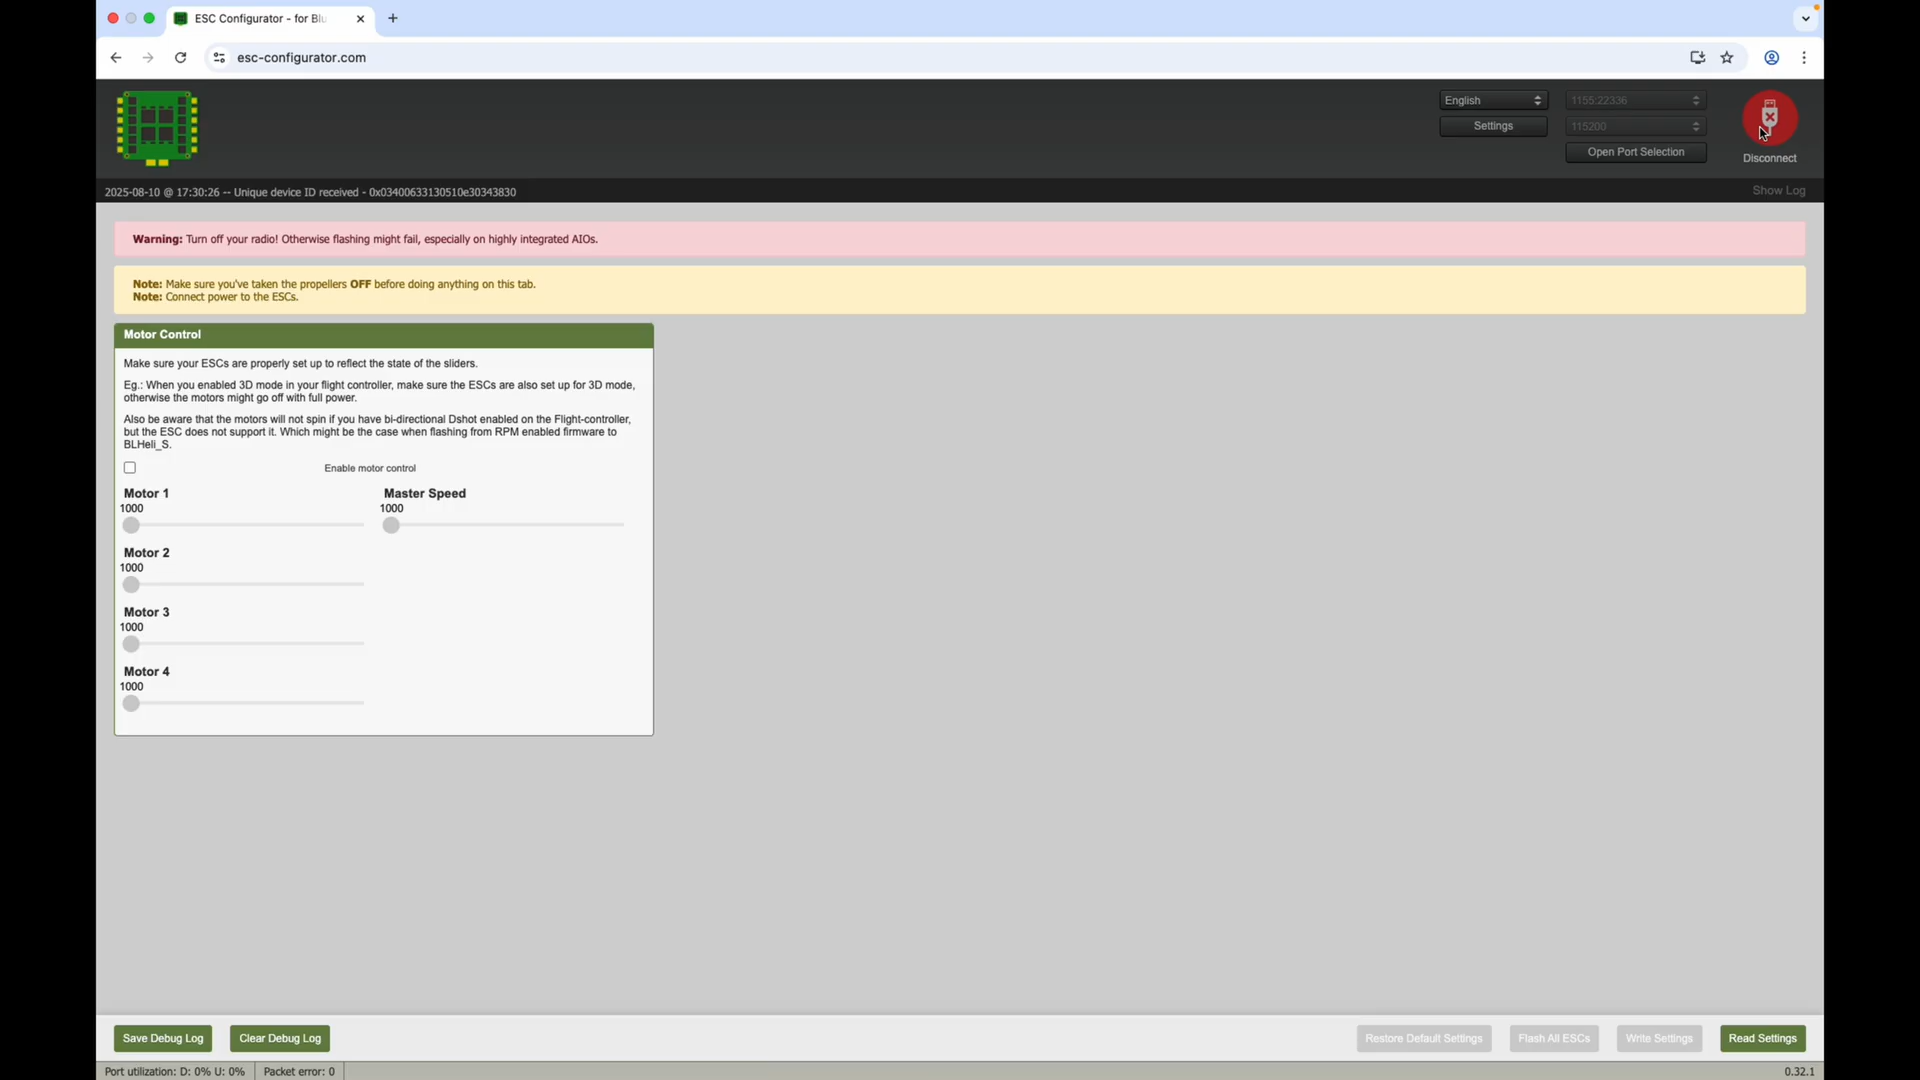 ESC Configurator - for Blu
esc-configurator.com
English
1155:22336
Settings
115200
Open Port Selection
Disconnect
2025-08-10 @ 17:30:26 -- Unique device ID received - 0x03400633130510e30343830
Show Log
Warning: Turn off your radio! Otherwise flashing might fail, especially on highly integrated AIOs.
Note: Make sure you've taken the propellers OFF before doing anything on this tab.
Note: Connect power to the ESCs.
Motor Control
Make sure your ESCs are properly set up to reflect the state of the sliders.
Eg.: When you enabled 3D mode in your flight controller, make sure the ESCs are also set up for 3D mode,
otherwise the motors might go off with full power.
Also be aware that the motors will not spin if you have bi-directional Dshot enabled on the Flight-controller,
but the ESC does not support it. Which might be the case when flashing from RPM enabled firmware to
BLHeli_S.
Enable motor control
Motor 1
1000
Master Speed
1000
Motor 2
1000
Motor 3
1000
Motor 4
1000
Save Debug Log
Clear Debug Log
Restore Default Settings
Flash All ESCs
Write Settings
Read Settings
Port utilization: D: 0% U: 0%
Packet error: 0
0.32.1